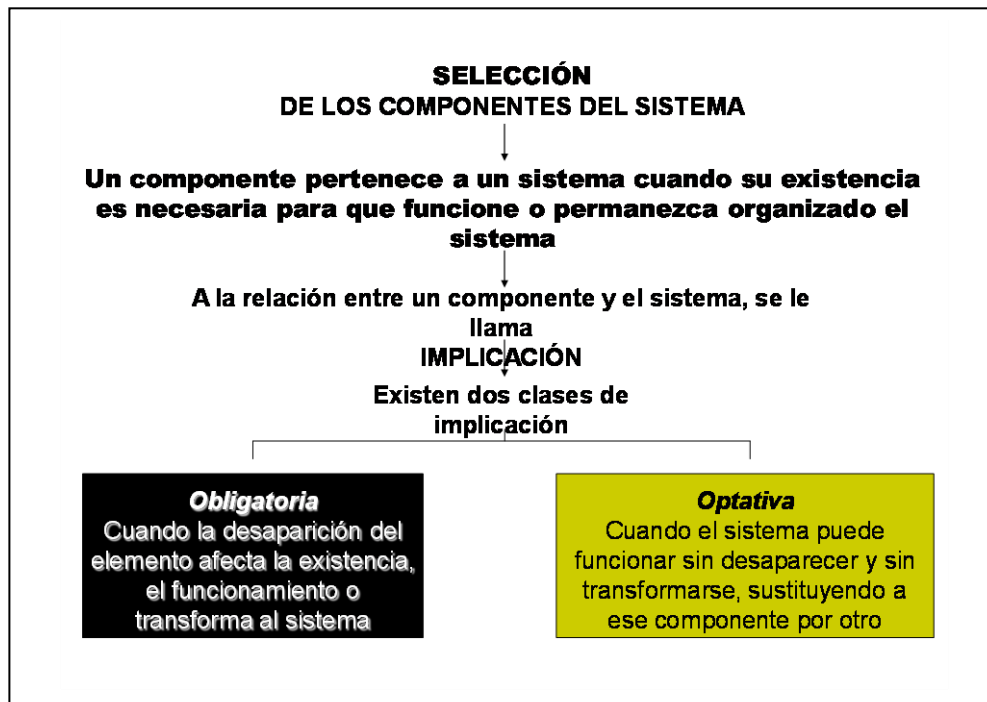 SELECCIÓN
DE LOS COMPONENTES DEL SISTEMA
Un componente pertenece a un sistema cuando su existencia
es necesaria para que funcione o permanezca organizado el
sistema
A la relación entre un componente y el sistema, se le
llama
IMPLICACIÓN
Existen dos clases de
implicación
Obligatoria
Cuando la desaparición del
elemento afecta la existencia,
el funcionamiento o
transforma al sistema
Optativa
Cuando el sistema puede
funcionar sin desaparecer y sin
transformarse, sustituyendo a
ese componente por otro